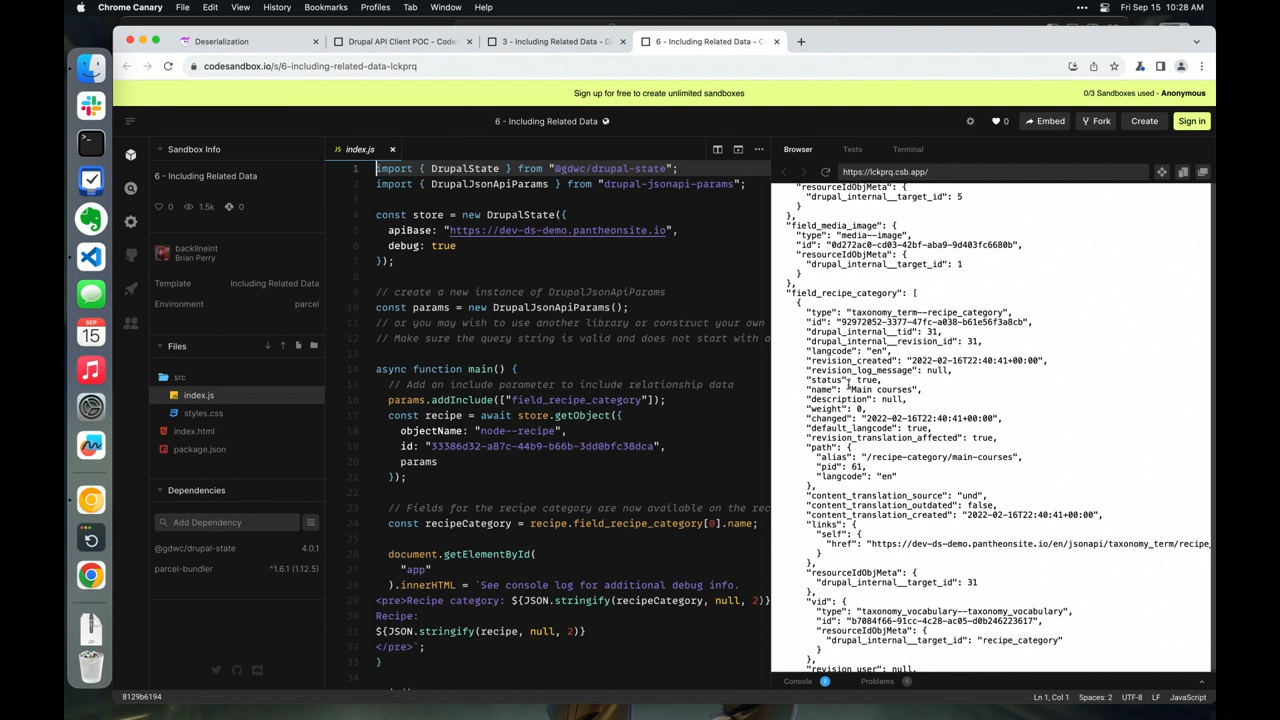 Chrome Canary File Edit View History Bookmarks Profiles Tab Window Help
••• Fri Sep 15 10:28 AM
Deserialization
Drupal API Client POC - Code
3 - Including Related Data - D
6 - Including Related Data - C
codesandbox.io/s/6-including-related-data-lckprq
Sign up for free to create unlimited sandboxes
0/3 Sandboxes used - Anonymous
6 - Including Related Data
0
Embed
Fork
Create
Sign in
Sandbox Info
6 - Including Related Data
0 1.5k 0
backlineint
Brian Perry
Template Including Related Data
Environment parcel
Files
src
index.js
styles.css
index.html
package.json
Dependencies
Add Dependency
@gdwc/drupal-state 4.0.1
parcel-bundler ^1.6.1 (1.12.5)
8129b6194
SEP
15
ZIP
index.js
1 import { DrupalState } from "@gdwc/drupal-state";
2 import { DrupalJsonApiParams } from "drupal-jsonapi-params";
3
4 const store = new DrupalState({
5 apiBase: "https://dev-ds-demo.pantheonsite.io",
6 debug: true
7 });
8
9 // create a new instance of DrupalJsonApiParams
10 const params = new DrupalJsonApiParams();
11 // or you may wish to use another library or construct your own
12 // Make sure the query string is valid and does not start with a
13
14 async function main() {
15 // Add an include parameter to include relationship data
16 params.addInclude(["field_recipe_category"]);
17 const recipe = await store.getObject({
18 objectName: "node--recipe",
19 id: "33386d32-a87c-44b9-b66b-3dd0bfc38dca",
20 params
21 });
22
23 // Fields for the recipe category are now available on the rec
24 const recipeCategory = recipe.field_recipe_category[0].name;
25
26 document.getElementById(
27 "app"
28 ).innerHTML = `See console log for additional debug info.
29 <pre>Recipe category: ${JSON.stringify(recipeCategory, null, 2)}
30 Recipe:
31 ${JSON.stringify(recipe, null, 2)}
32 </pre>`;
33 }
34
Browser Tests Terminal
https://lckprq.csb.app/
"resourceIdObjMeta": {
"drupal_internal__target_id": 5
}
},
"field_media_image": {
"type": "media--image",
"id": "0d272ac0-cd03-42bf-aba9-9d403fc6680b",
"resourceIdObjMeta": {
"drupal_internal__target_id": 1
}
},
"field_recipe_category": [
{
"type": "taxonomy_term--recipe_category",
"id": "92972052-3377-47fc-a038-b61e56f3a8cb",
"drupal_internal__tid": 31,
"drupal_internal__revision_id": 31,
"langcode": "en",
"revision_created": "2022-02-16T22:40:41+00:00",
"revision_log_message": null,
"status": true,
"name": "Main courses",
"description": null,
"weight": 0,
"changed": "2022-02-16T22:40:41+00:00",
"default_langcode": true,
"revision_translation_affected": true,
"path": {
"alias": "/recipe-category/main-courses",
"pid": 61,
"langcode": "en"
},
"content_translation_source": "und",
"content_translation_outdated": false,
"content_translation_created": "2022-02-16T22:40:41+00:00",
"links": {
"self": {
"href": "https://dev-ds-demo.pantheonsite.io/en/jsonapi/taxonomy_term/recipe_
}
},
"resourceIdObjMeta": {
"drupal_internal__target_id": 31
},
"vid": {
"type": "taxonomy_vocabulary--taxonomy_vocabulary",
"id": "b7084f66-91cc-4c28-ac05-d0b246223617",
"resourceIdObjMeta": {
"drupal_internal__target_id": "recipe_category"
}
},
"revision_user": null,
Console 7 Problems 0
Ln 1, Col 1 Spaces: 2 UTF-8 LF JavaScript